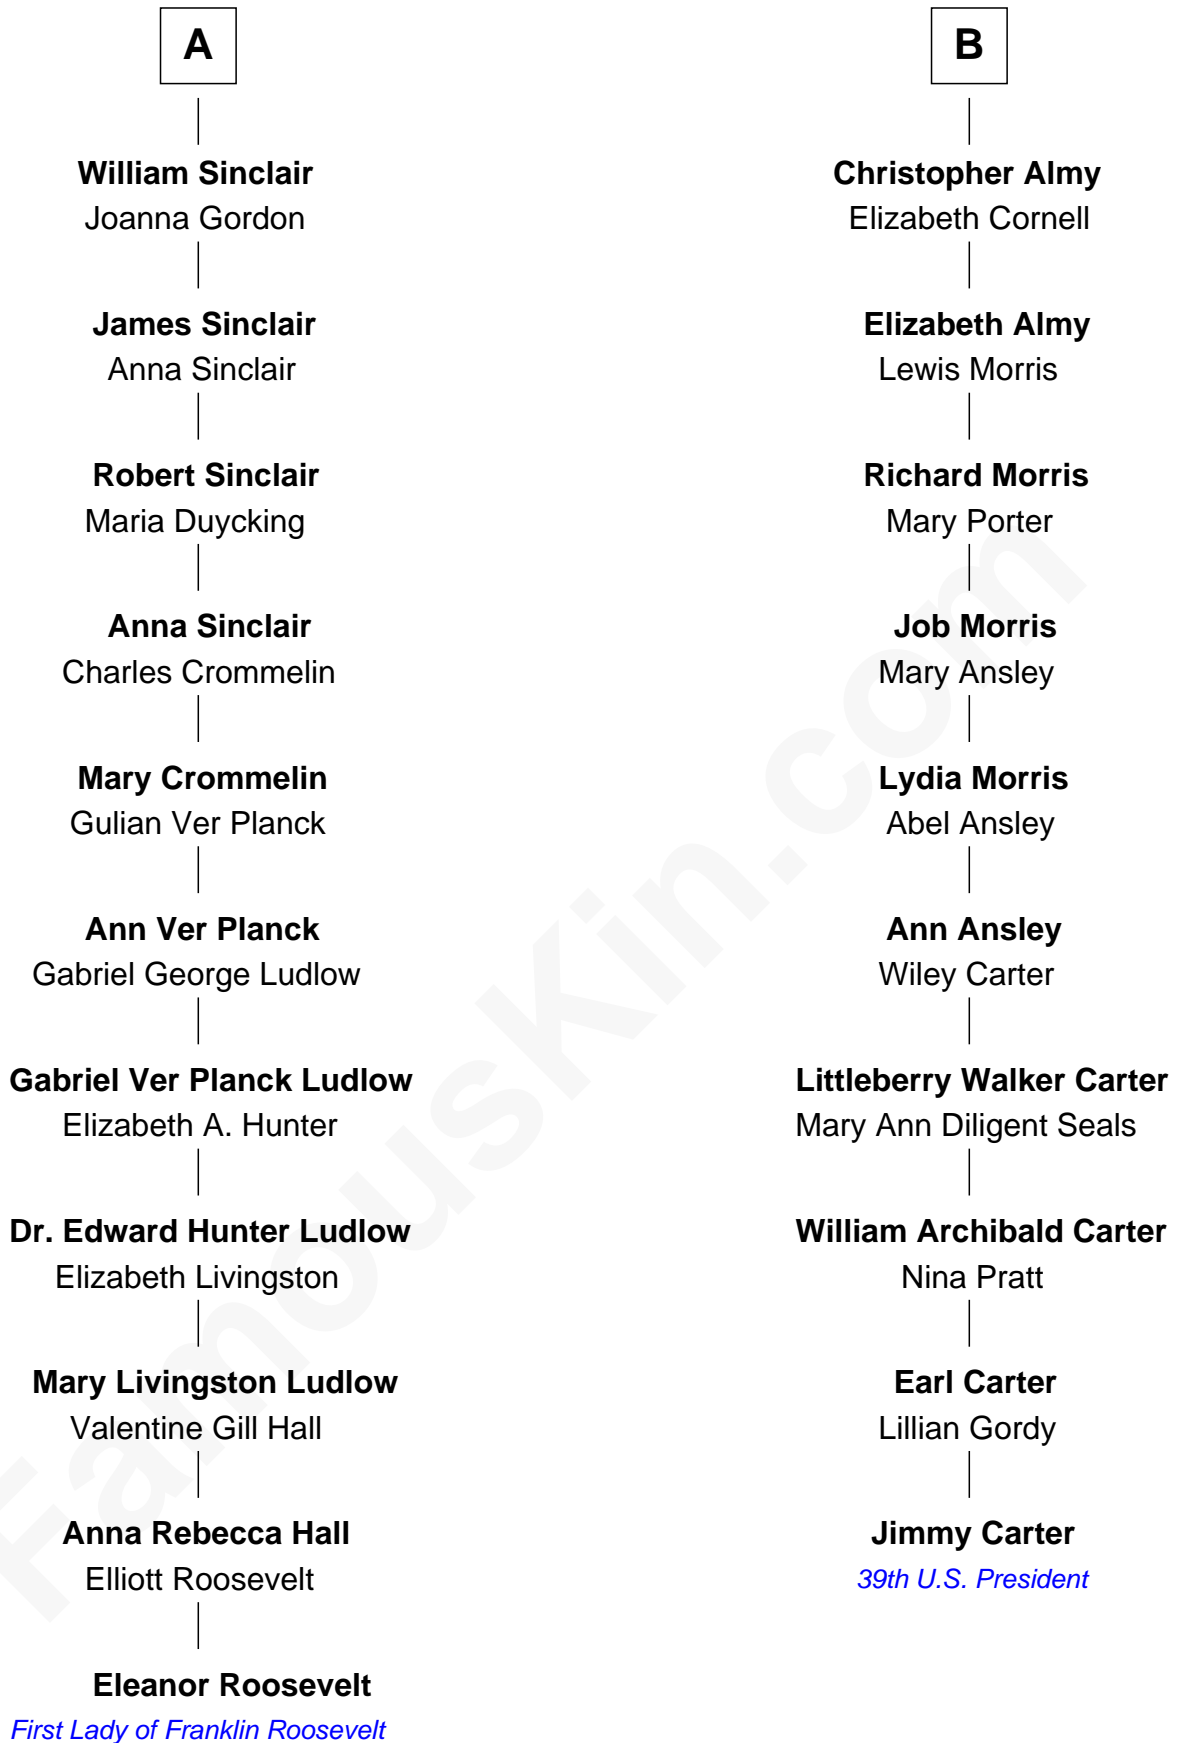 A
William Sinclair
Joanna Gordon
James Sinclair
Anna Sinclair
Robert Sinclair
Maria Duycking
Anna Sinclair
Charles Crommelin
Mary Crommelin
Gulian Ver Planck
Ann Ver Planck
Gabriel George Ludlow
Gabriel Ver Planck Ludlow
Elizabeth A. Hunter
Dr. Edward Hunter Ludlow
Elizabeth Livingston
Mary Livingston Ludlow
Valentine Gill Hall
Anna Rebecca Hall
Elliott Roosevelt
Eleanor Roosevelt
First Lady of Franklin Roosevelt
B
Christopher Almy
Elizabeth Cornell
Elizabeth Almy
Lewis Morris
Richard Morris
Mary Porter
Job Morris
Mary Ansley
Lydia Morris
Abel Ansley
Ann Ansley
Wiley Carter
Littleberry Walker Carter
Mary Ann Diligent Seals
William Archibald Carter
Nina Pratt
Earl Carter
Lillian Gordy
Jimmy Carter
39th U.S. President
FamousKin.com